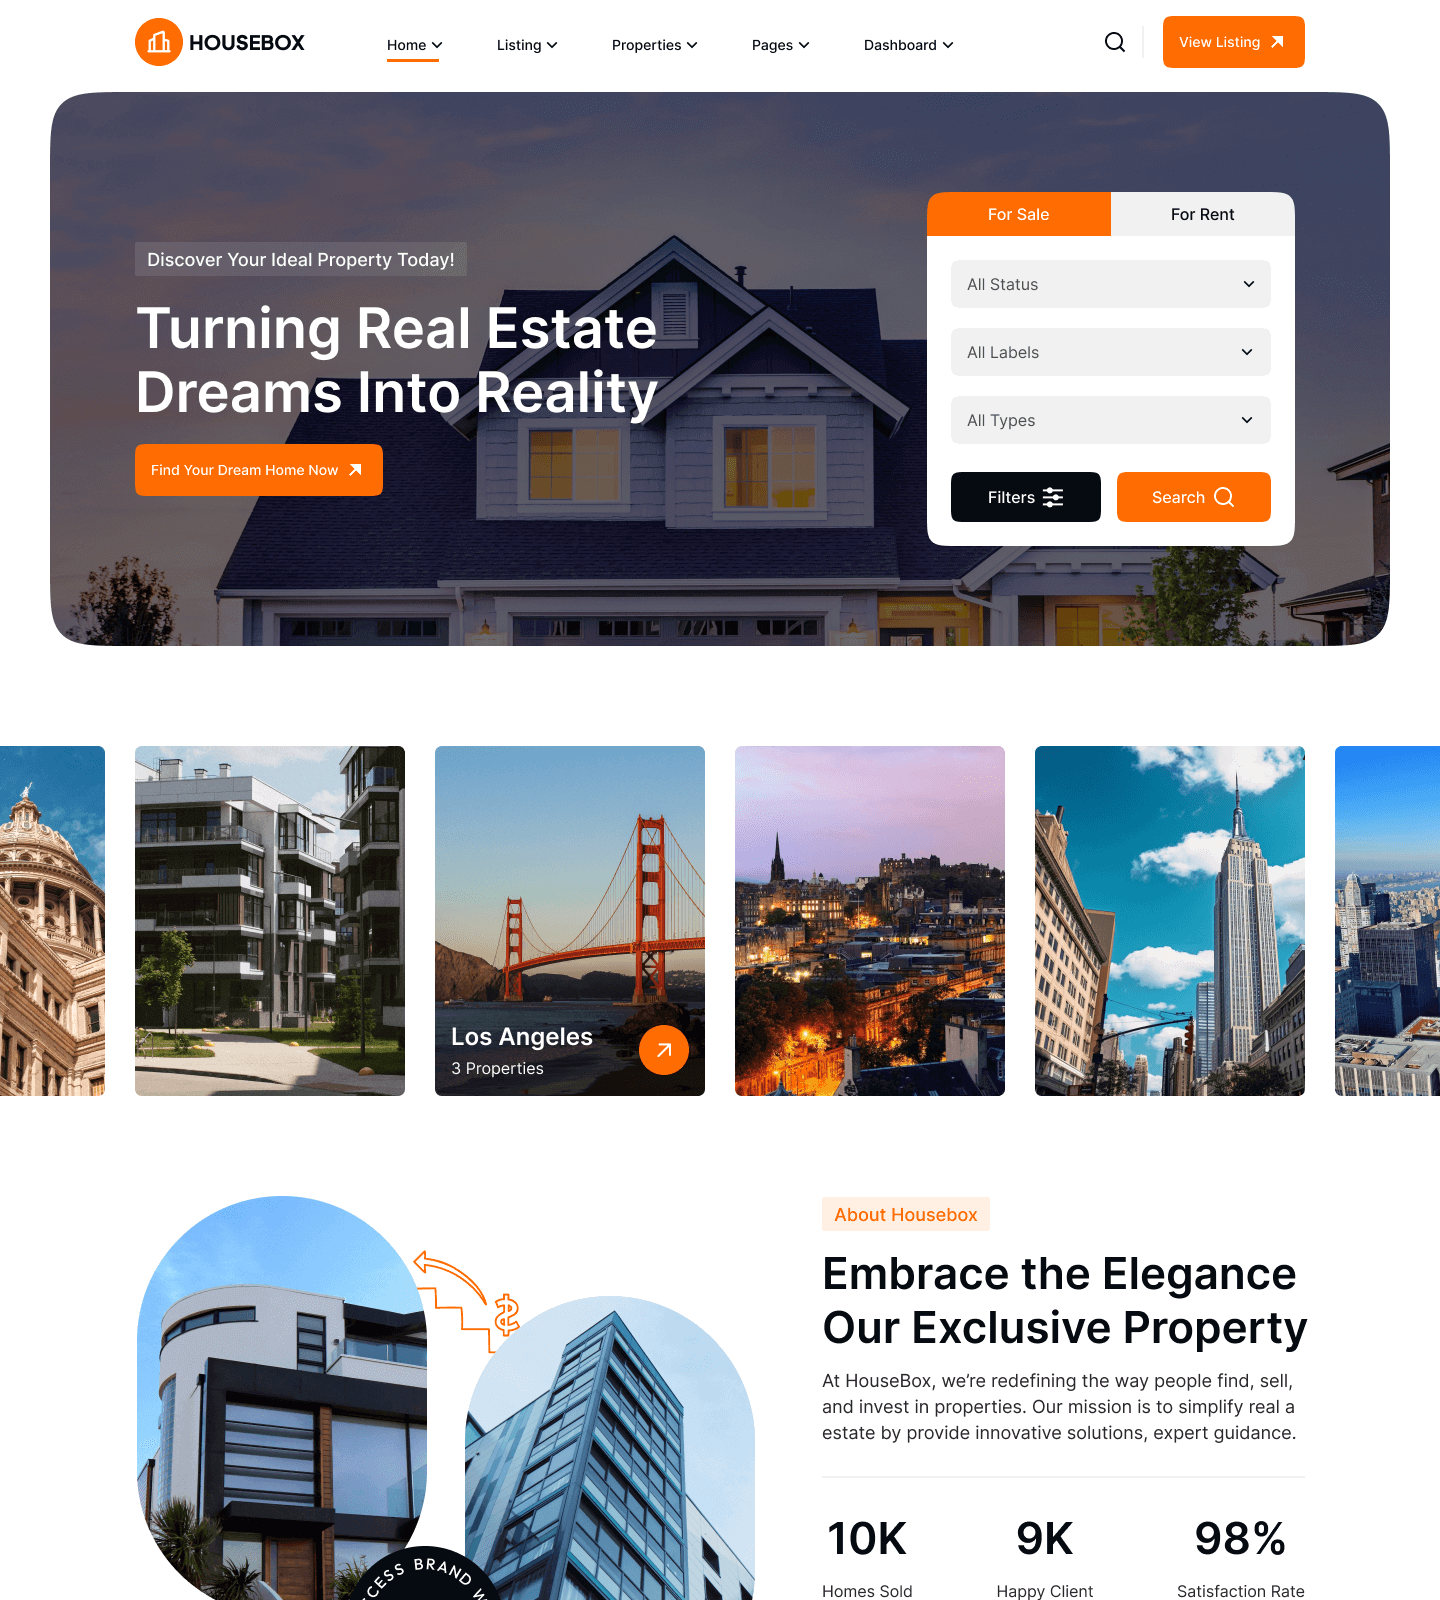 HOUSEBOX
Home
Listing
Properties
Pages
Dashboard
View Listing
Discover Your Ideal Property Today!
Turning Real Estate
Dreams Into Reality
Find Your Dream Home Now
For Sale
For Rent
All Status
All Labels
All Types
Filters
Search
Los Angeles
3 Properties
About Housebox
Embrace the Elegance
Our Exclusive Property
At HouseBox, we’re redefining the way people find, sell,
and invest in properties. Our mission is to simplify real a
estate by provide innovative solutions, expert guidance.
10K
9K
98%
Homes Sold
Happy Client
Satisfaction Rate
BRAND